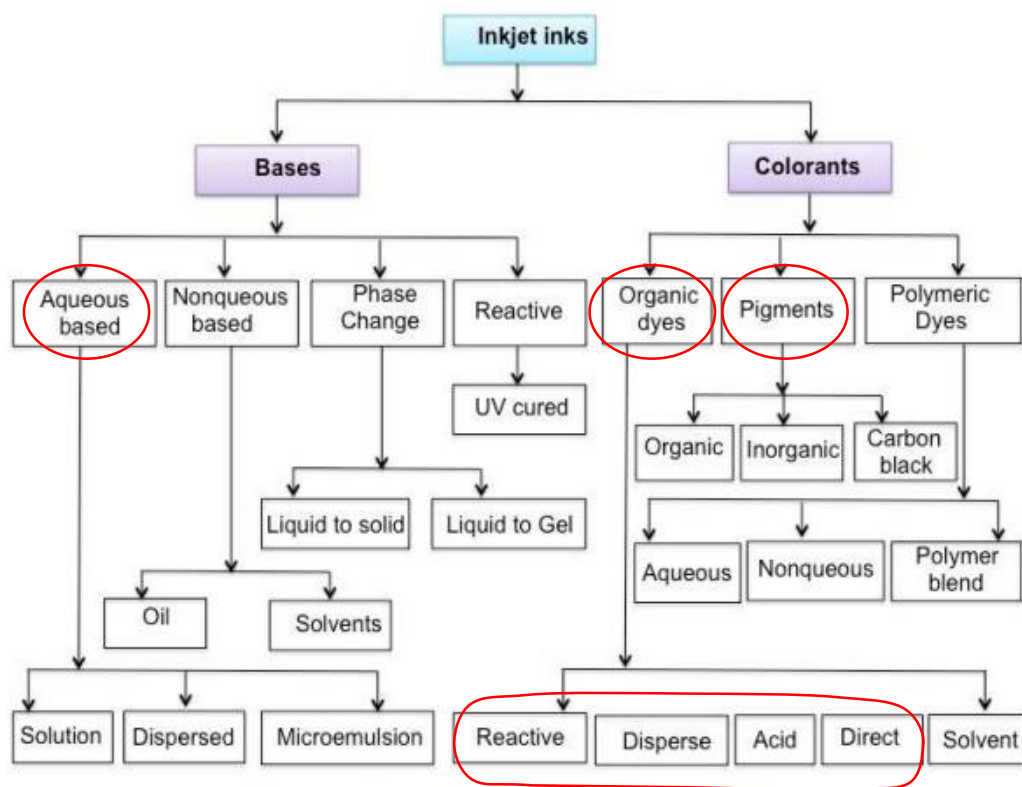 Inkjet inks
Bases
Colorants
Aqueous
based
Nonqueous
based
Phase
Change
Reactive
Organic
dyes
Pigments
Polymeric
Dyes
UV cured
Organic
Inorganic
Carbon
black
Liquid to solid
Liquid to Gel
Aqueous
Nonqueous
Polymer
blend
Oil
Solvents
Solution
Dispersed
Microemulsion
Reactive
Disperse
Acid
Direct
Solvent